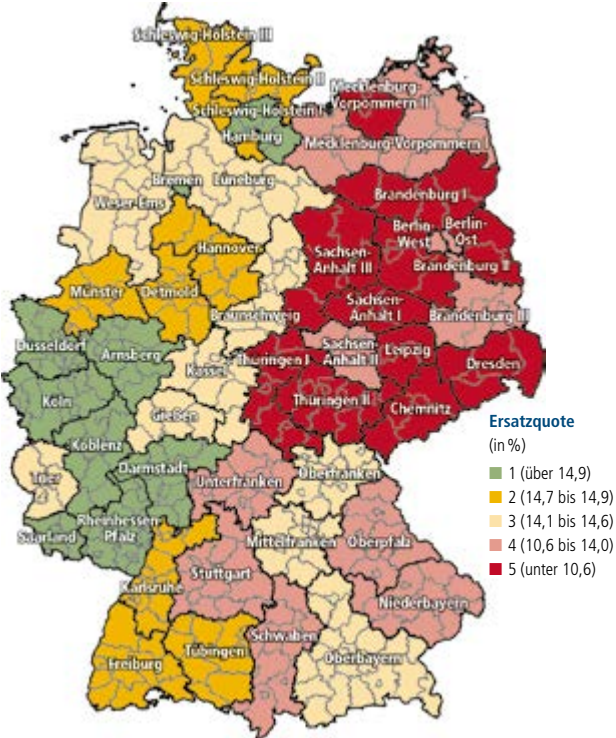 Schleswig-Holstein III
Schleswig-Holstein II
Mecklenburg-
Vorpommern II
Schleswig-Holstein I
Hamburg
Mecklenburg-Vorpommern I
Bremen
Lüneburg
Weser-Ems
Brandenburg I
Berlin-
West
Berlin-
Ost
Hannover
Sachsen-
Anhalt III
Brandenburg II
Münster
Detmold
Braunschweig
Sachsen-
Anhalt I
Brandenburg III
Düsseldorf
Arnsberg
Kassel
Thüringen I
Sachsen-
Anhalt II
Leipzig
Dresden
Köln
Gießen
Thüringen II
Chemnitz
Koblenz
Trier
Darmstadt
Unterfranken
Oberfranken
Saarland
Rheinhessen-
Pfalz
Mittelfranken
Oberpfalz
Karlsruhe
Stuttgart
Niederbayern
Schwaben
Freiburg
Tübingen
Oberbayern
Ersatzquote
(in %)
1 (über 14,9)
2 (14,7 bis 14,9)
3 (14,1 bis 14,6)
4 (10,6 bis 14,0)
5 (unter 10,6)